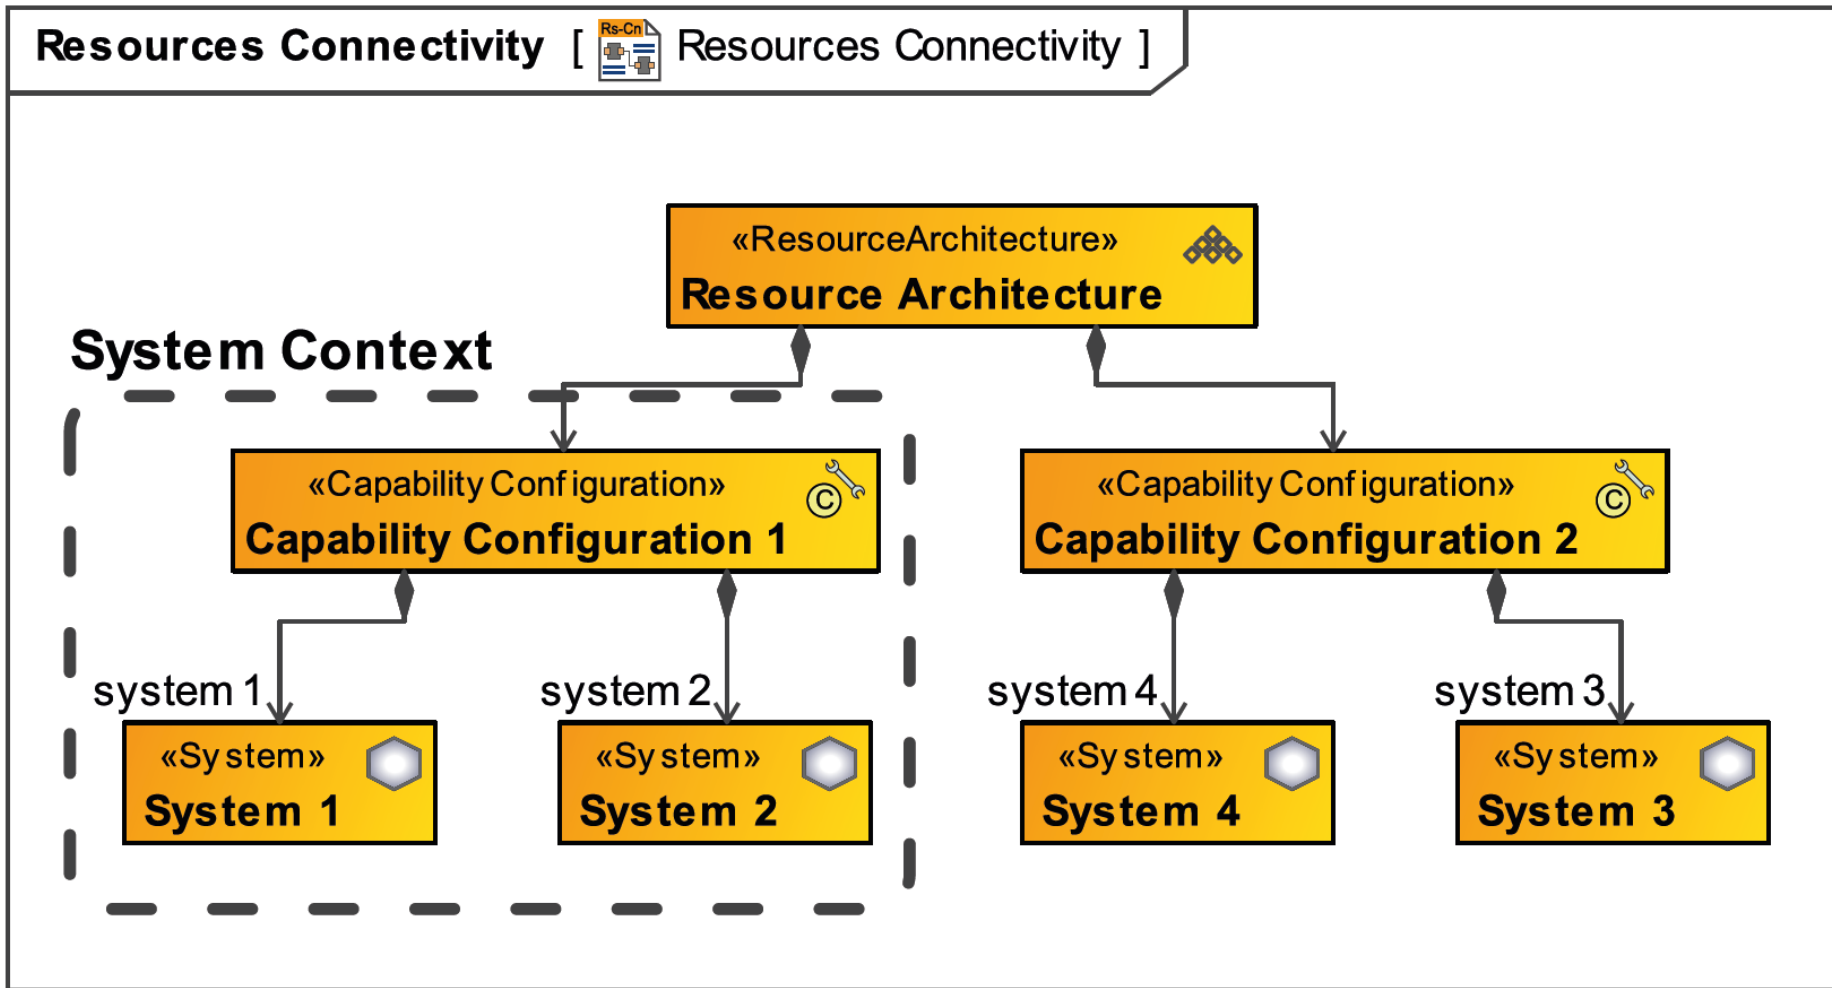 Resources Connectivity [ Rs-Cn Resources Connectivity ]
«ResourceArchitecture»
Resource Architecture
System Context
«Capability Configuration»
C
Capability Configuration 1
«Capability Configuration»
C
Capability Configuration 2
system 1
system 2
system 4
system 3
«System»
System 1
«System»
System 2
«System»
System 4
«System»
System 3